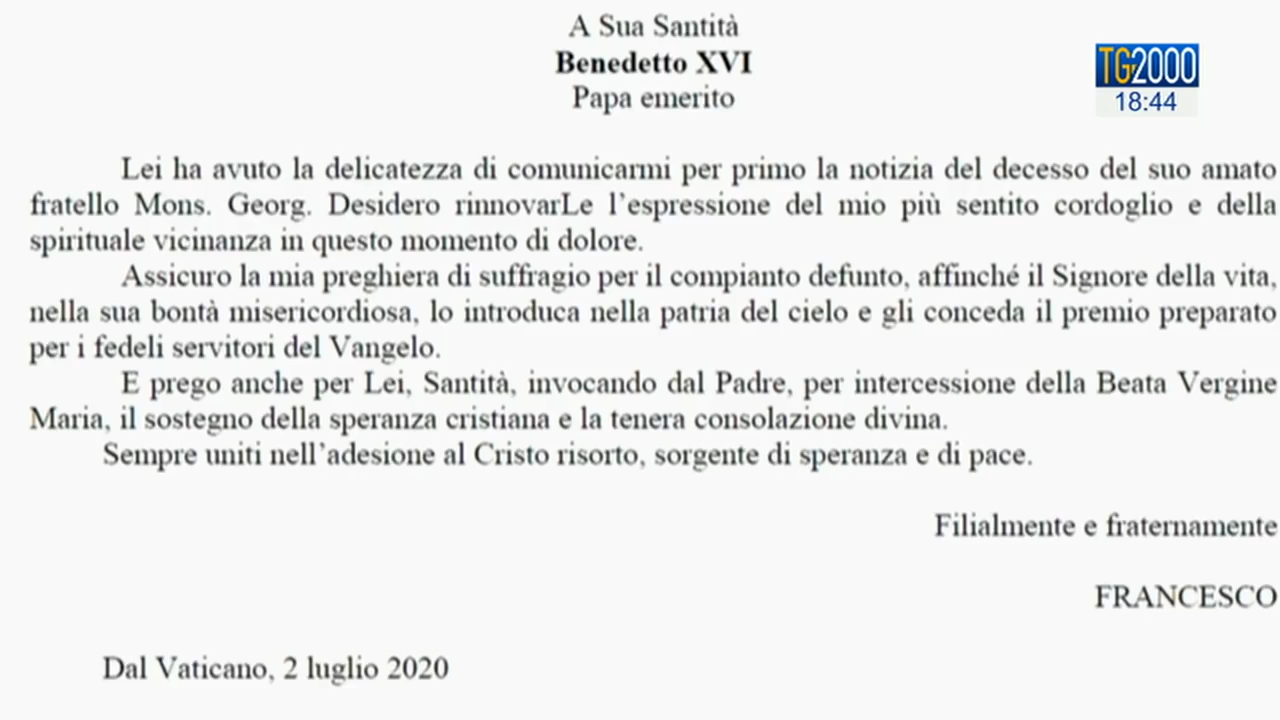 A Sua Santità
Benedetto XVI
Papa emerito
TG2000
18:44
Lei ha avuto la delicatezza di comunicarmi per primo la notizia del decesso del suo amato
fratello Mons. Georg. Desidero rinnovarLe l'espressione del mio più sentito cordoglio e della
spirituale vicinanza in questo momento di dolore.
Assicuro la mia preghiera di suffragio per il compianto defunto, affinché il Signore della vita,
nella sua bontà misericordiosa, lo introduca nella patria del cielo e gli conceda il premio preparato
per i fedeli servitori del Vangelo.
E prego anche per Lei, Santità, invocando dal Padre, per intercessione della Beata Vergine
Maria, il sostegno della speranza cristiana e la tenera consolazione divina.
Sempre uniti nell'adesione al Cristo risorto, sorgente di speranza e di pace.
Filialmente e fraternamente
FRANCESCO
Dal Vaticano, 2 luglio 2020